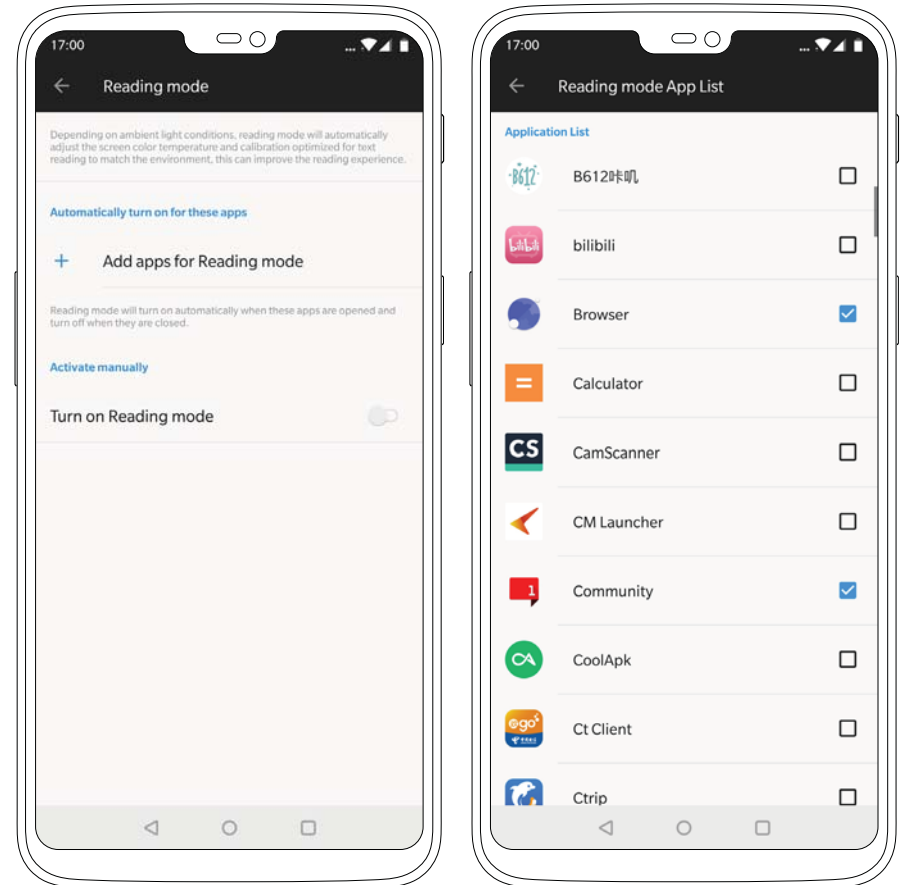 17:00
...
Reading mode
Depending on ambient light conditions, reading mode will automatically
adjust the screen color temperature and calibration optimized for text
reading to match the environment, this can improve the reading experience.
Automatically turn on for these apps
+ Add apps for Reading mode
Reading mode will turn on automatically when these apps are opened and
turn off when they are closed.
Activate manually
Turn on Reading mode
17:00
...
Reading mode App List
Application List
B612 B612咔叽
bilibili bilibili
Browser
= Calculator
CS CamScanner
CM Launcher
1 Community
CoolApk
Ct Client
Ctrip